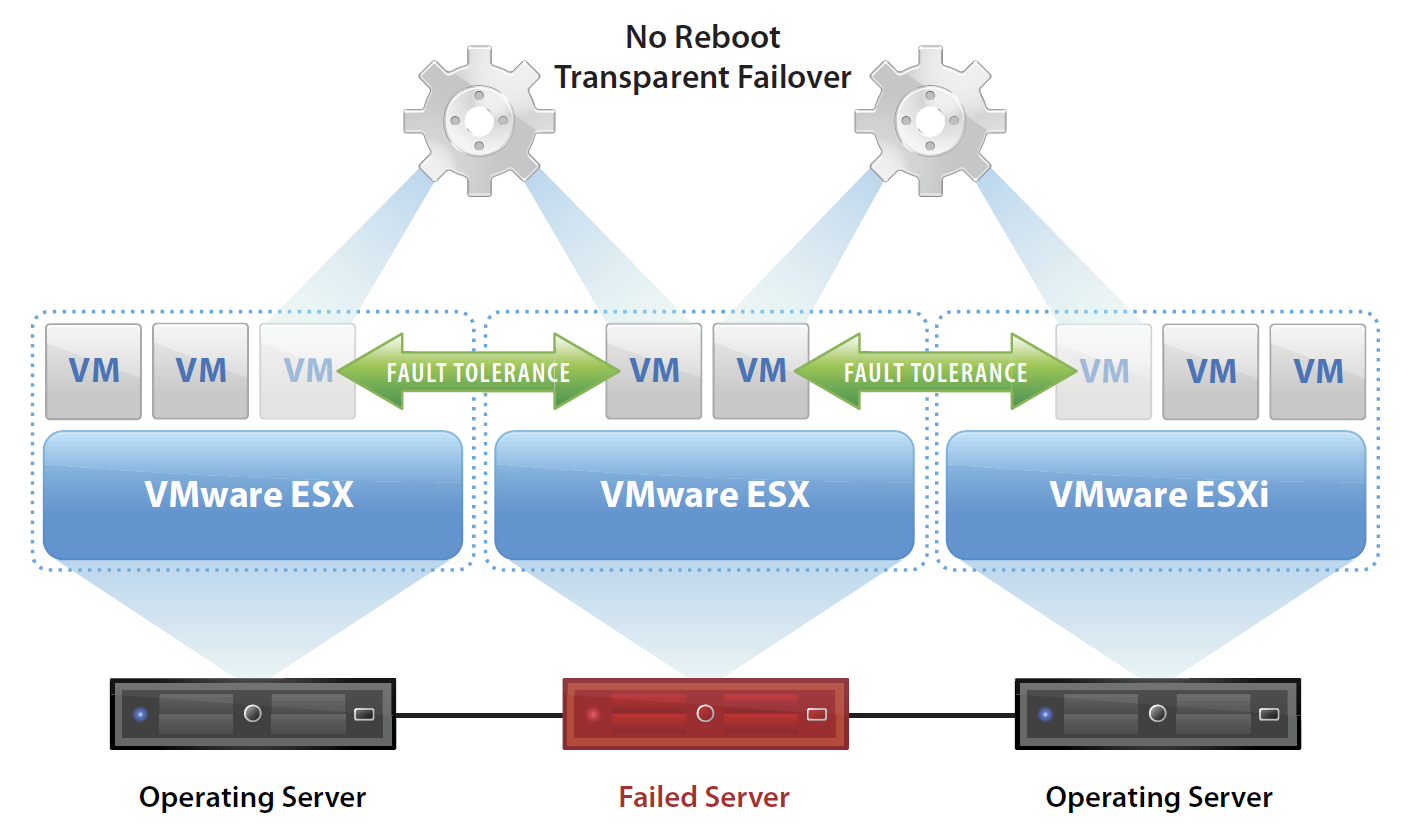 No Reboot
Transparent Failover
VM VM VM FAULT TOLERANCE VM VM FAULT TOLERANCE VM VM VM
VMware ESX VMware ESX VMware ESXi
Operating Server Failed Server Operating Server